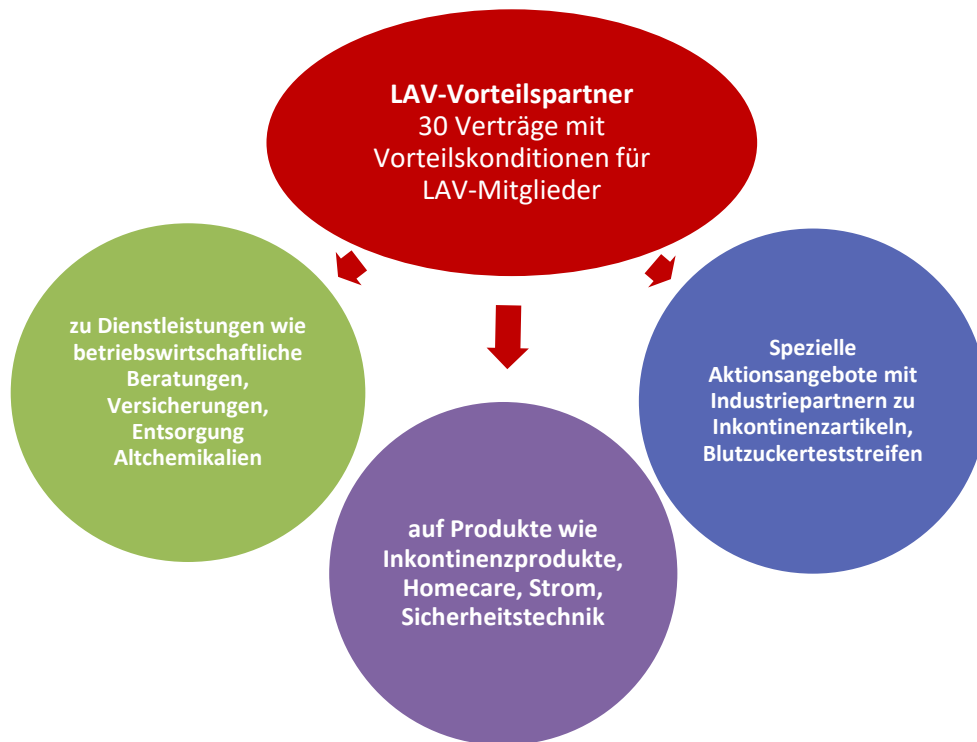 LAV-Vorteilspartner
30 Verträge mit
Vorteilskonditionen für
LAV-Mitglieder
zu Dienstleistungen wie
betriebswirtschaftliche
Beratungen,
Versicherungen,
Entsorgung
Altchemikalien
auf Produkte wie
Inkontinenzprodukte,
Homecare, Strom,
Sicherheitstechnik
Spezielle
Aktionsangebote mit
Industriepartnern zu
Inkontinenzartikeln,
Blutzuckerteststreifen